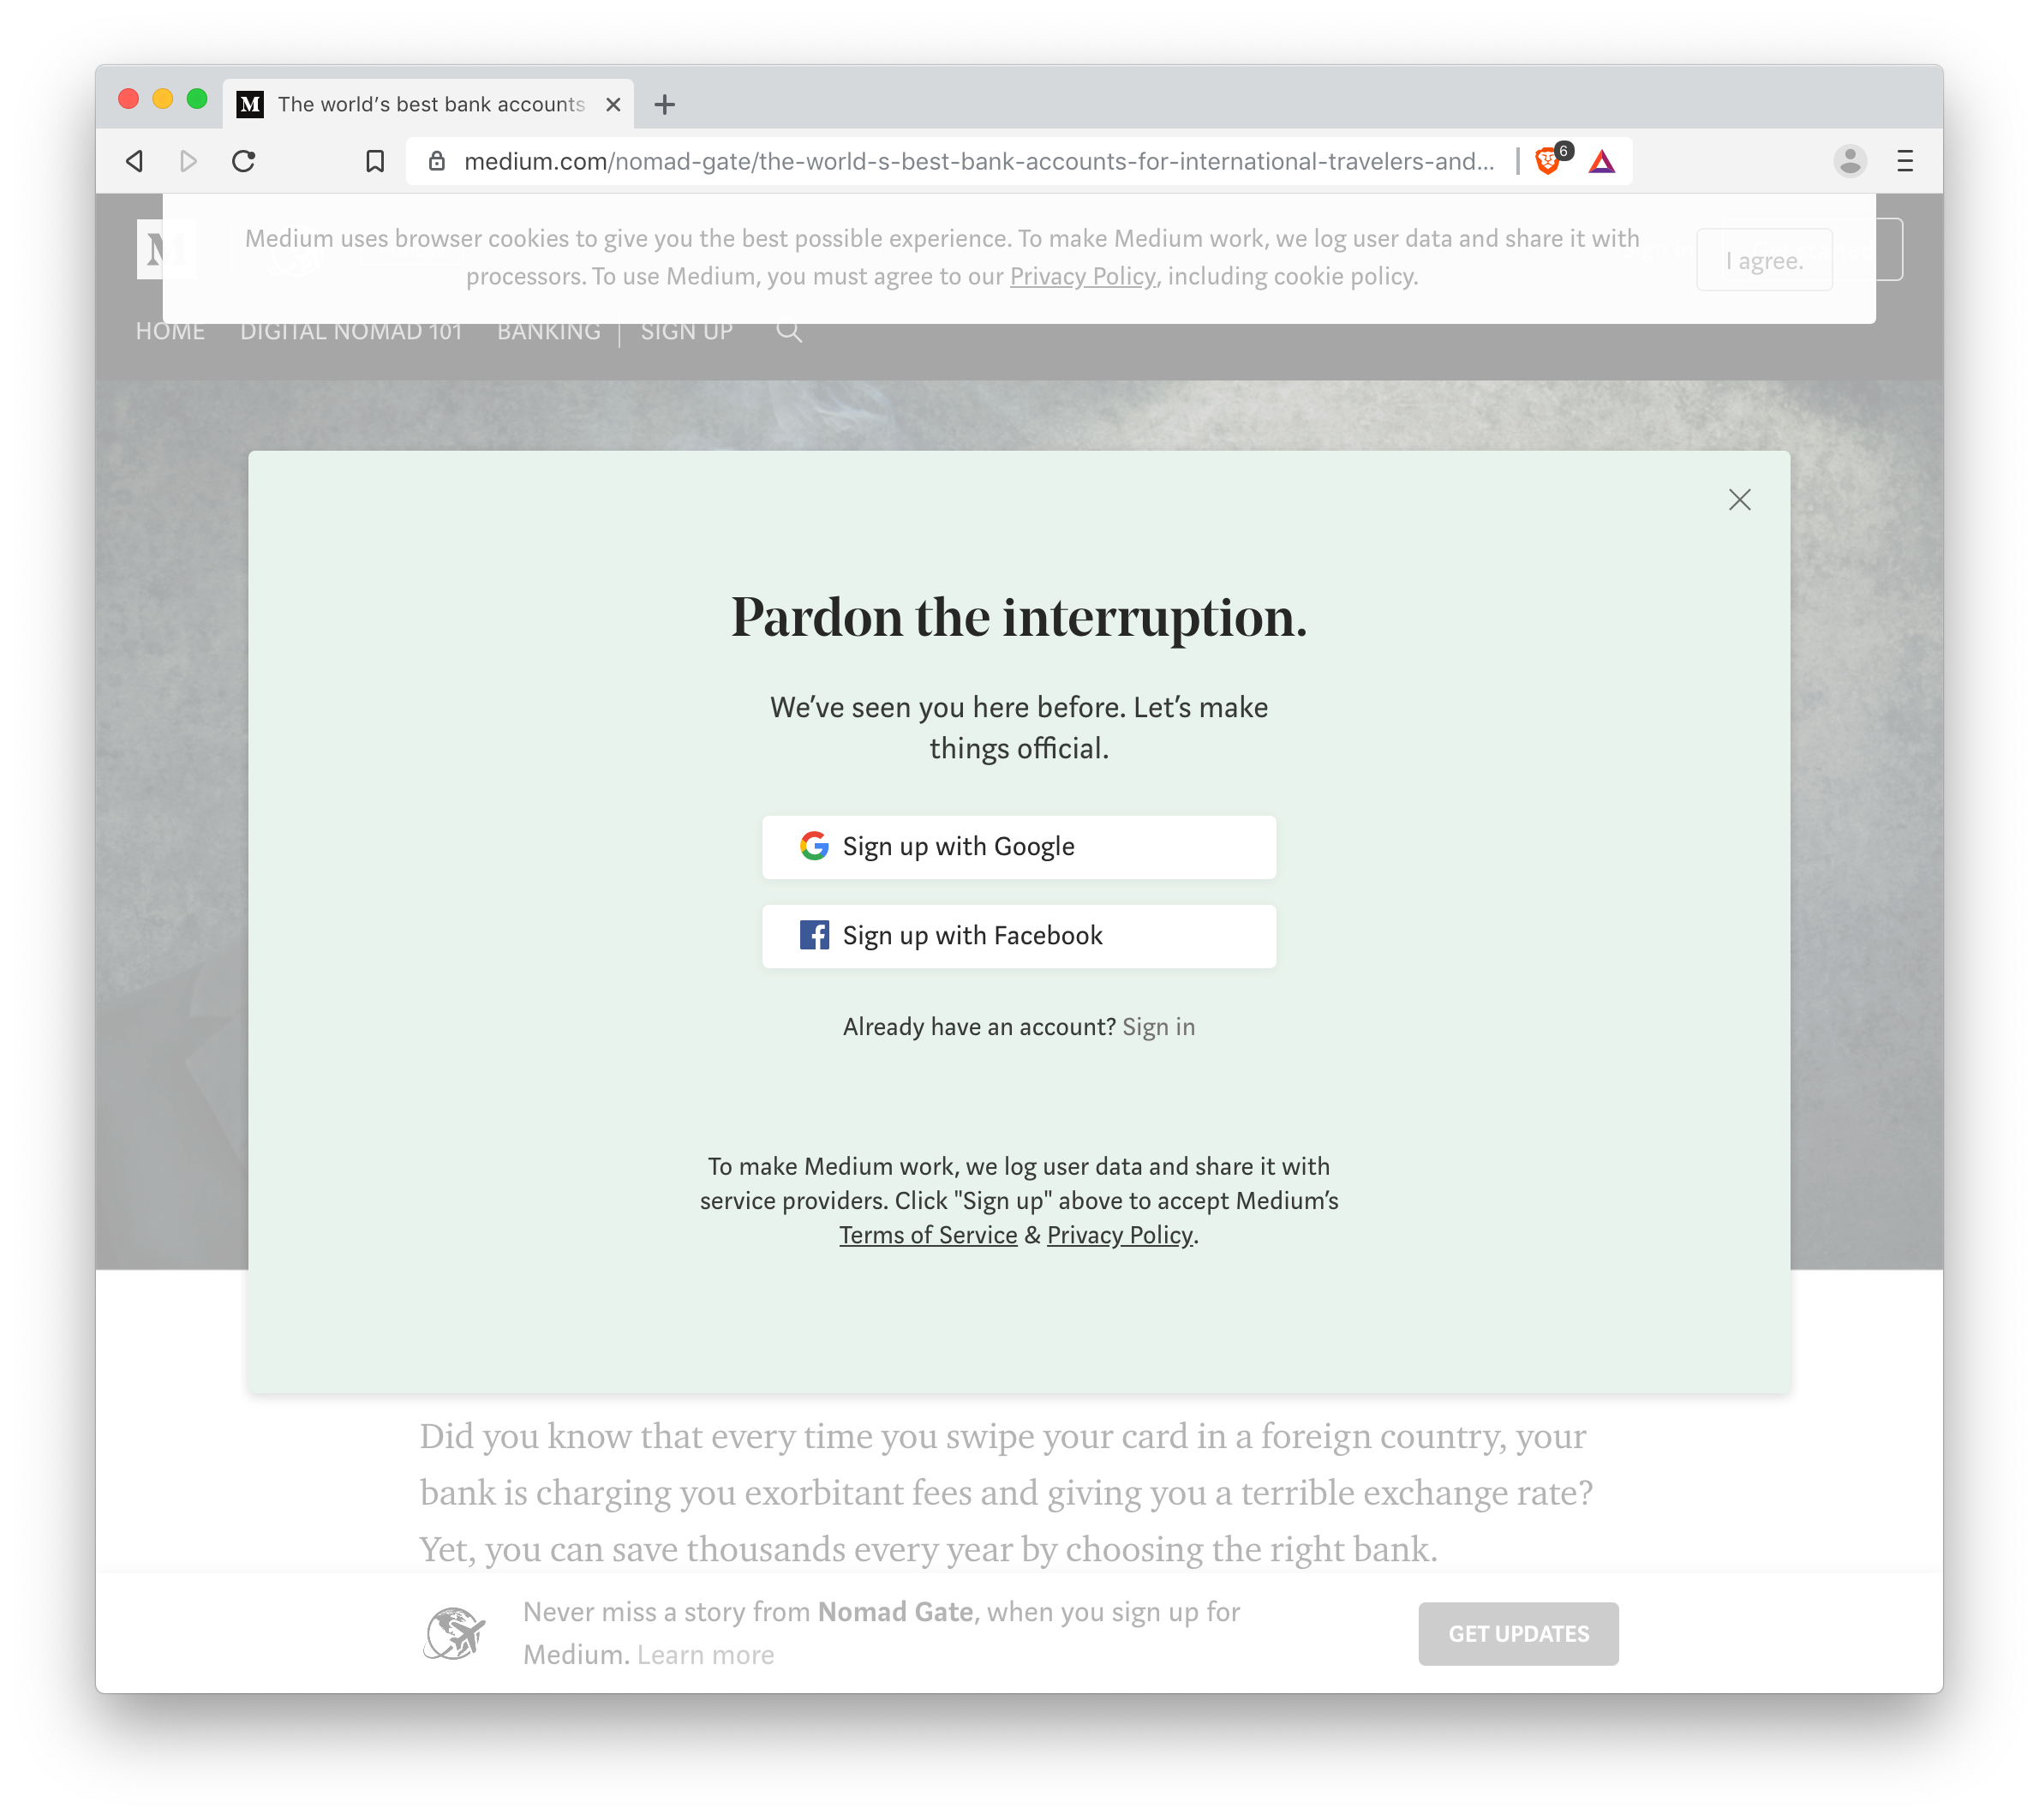 The world's best bank accounts
medium.com/nomad-gate/the-world-s-best-bank-accounts-for-international-travelers-and...
6
Medium uses browser cookies to give you the best possible experience. To make Medium work, we log user data and share it with
processors. To use Medium, you must agree to our Privacy Policy, including cookie policy.
I agree.
HOME DIGITAL NOMAD 101 BANKING SIGN UP
Pardon the interruption.
We've seen you here before. Let's make
things official.
Sign up with Google
Sign up with Facebook
Already have an account? Sign in
To make Medium work, we log user data and share it with
service providers. Click "Sign up" above to accept Medium's
Terms of Service & Privacy Policy.
Did you know that every time you swipe your card in a foreign country, your
bank is charging you exorbitant fees and giving you a terrible exchange rate?
Yet, you can save thousands every year by choosing the right bank.
Never miss a story from Nomad Gate, when you sign up for
Medium. Learn more
GET UPDATES